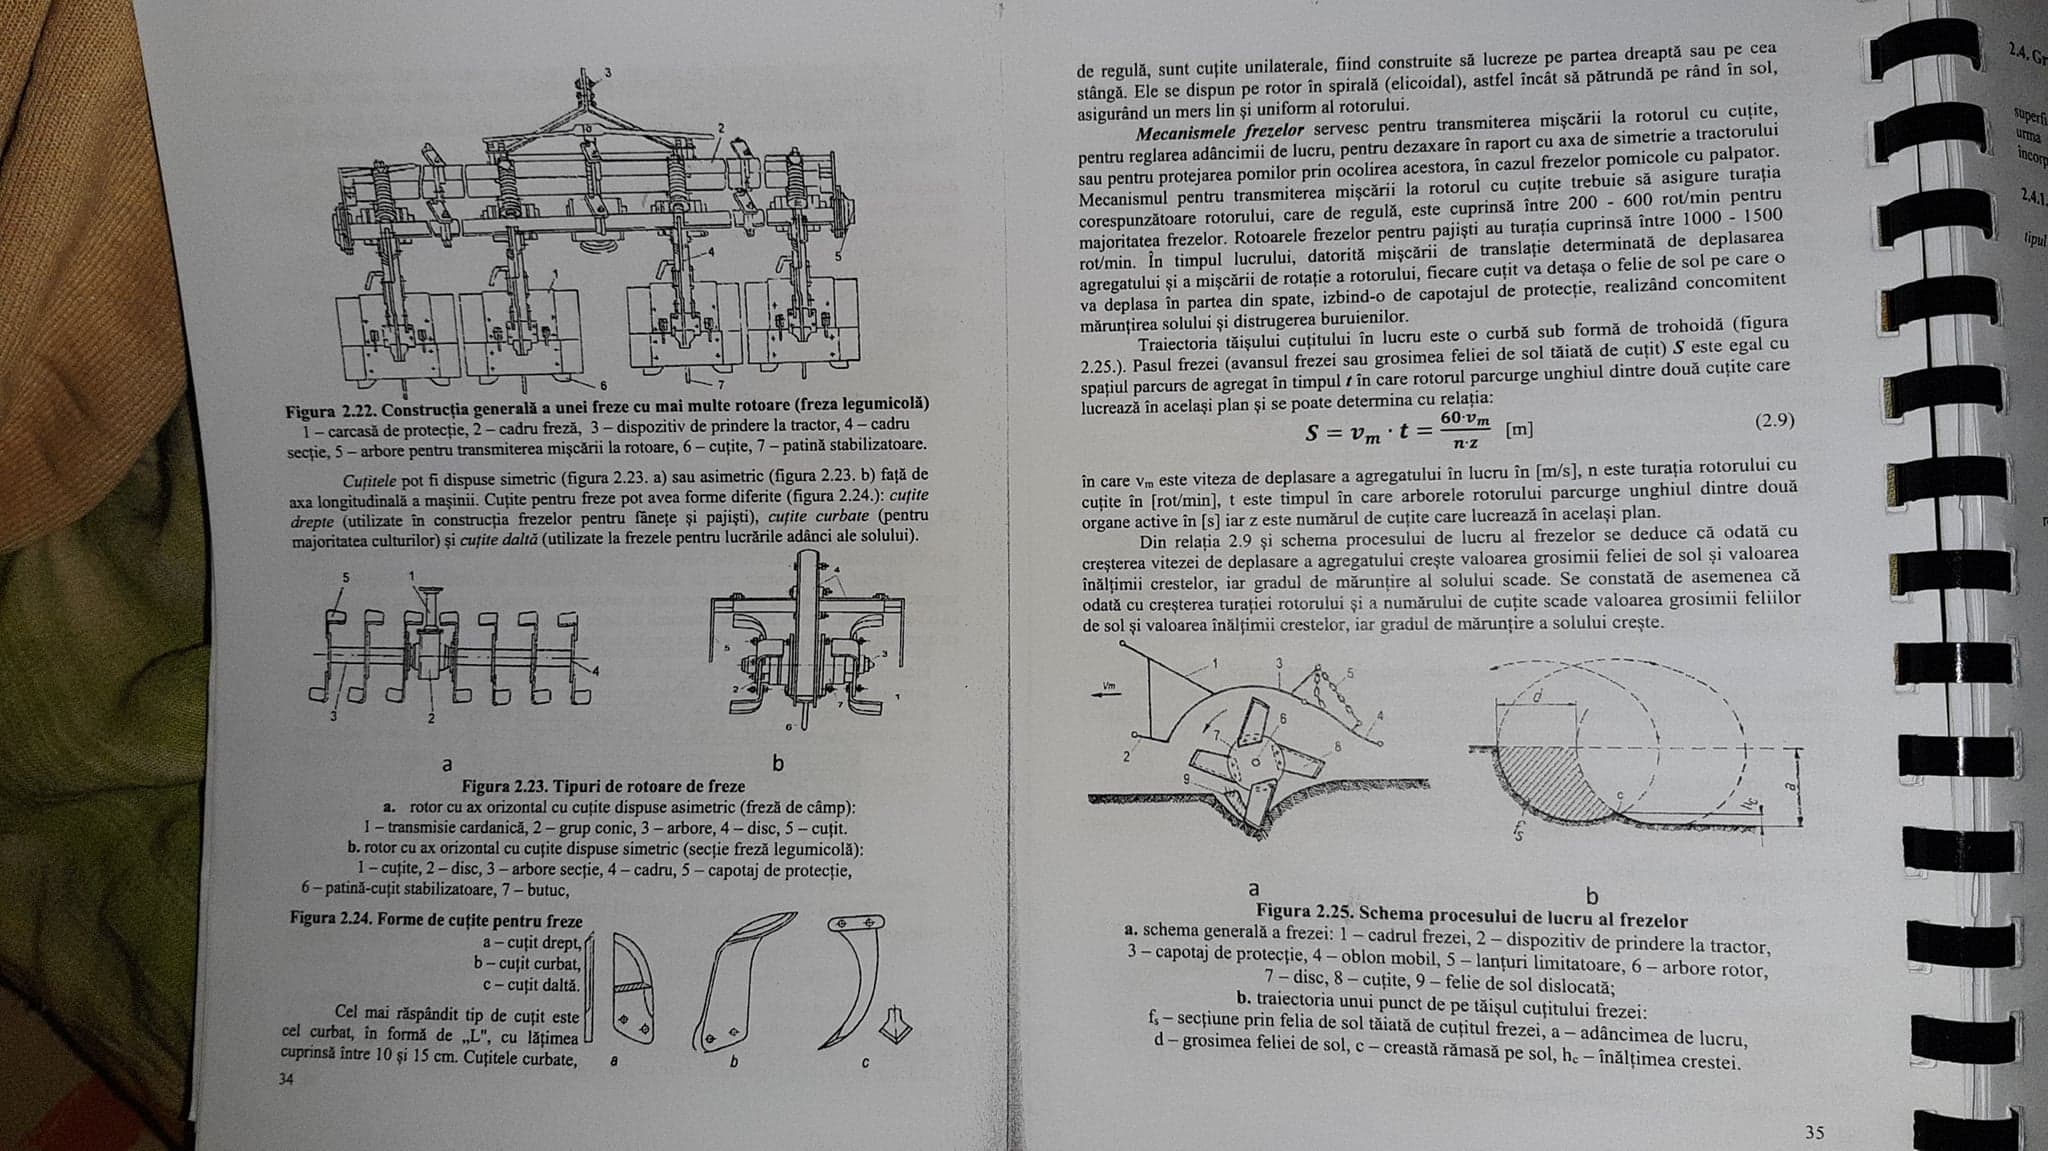 3
2
1
4
5
6
7
Figura 2.22. Construcția generală a unei freze cu mai multe rotoare (freza legumicolă)
1 – carcasă de protecție, 2 – cadru freză, 3 – dispozitiv de prindere la tractor, 4 – cadru
secție, 5 – arbore pentru transmiterea mișcării la rotoare, 6 – cuțite, 7 – patină stabilizatoare.
Cuțitele pot fi dispuse simetric (figura 2.23. a) sau asimetric (figura 2.23. b) față de
axa longitudinală a mașinii. Cuțite pentru freze pot avea forme diferite (figura 2.24.): cuțite
drepte (utilizate în construcția frezelor pentru fânețe și pajiști), cuțite curbate (pentru
majoritatea culturilor) și cuțite daltă (utilizate la frezele pentru lucrările adânci ale solului).
5
1
4
3
2
4
5
3
2
1
7
6
a
b
Figura 2.23. Tipuri de rotoare de freze
a. rotor cu ax orizontal cu cuțite dispuse asimetric (freză de câmp):
1 – transmisie cardanică, 2 – grup conic, 3 – arbore, 4 – disc, 5 – cuțit.
b. rotor cu ax orizontal cu cuțite dispuse simetric (secție freză legumicolă):
1 – cuțite, 2 – disc, 3 – arbore secție, 4 – cadru, 5 – capotaj de protecție,
6 – patină-cuțit stabilizatoare, 7 – butuc,
Figura 2.24. Forme de cuțite pentru freze
a – cuțit drept,
b – cuțit curbat,
c – cuțit daltă.
Cel mai răspândit tip de cuțit este
cel curbat, în formă de „L", cu lățimea
cuprinsă între 10 și 15 cm. Cuțitele curbate,
a
b
c
34
de regulă, sunt cuțite unilaterale, fiind construite să lucreze pe partea dreaptă sau pe cea
stângă. Ele se dispun pe rotor în spirală (elicoidal), astfel încât să pătrundă pe rând în sol,
asigurând un mers lin și uniform al rotorului.
Mecanismele frezelor servesc pentru transmiterea mișcării la rotorul cu cuțite,
pentru reglarea adâncimii de lucru, pentru dezaxare în raport cu axa de simetrie a tractorului
sau pentru protejarea pomilor prin ocolirea acestora, în cazul frezelor pomicole cu palpator.
Mecanismul pentru transmiterea mișcării la rotorul cu cuțite trebuie să asigure turația
corespunzătoare rotorului, care de regulă, este cuprinsă între 200 - 600 rot/min pentru
majoritatea frezelor. Rotoarele frezelor pentru pajiști au turația cuprinsă între 1000 - 1500
rot/min. În timpul lucrului, datorită mișcării de translație determinată de deplasarea
agregatului și a mișcării de rotație a rotorului, fiecare cuțit va detașa o felie de sol pe care o
va deplasa în partea din spate, izbind-o de capotajul de protecție, realizând concomitent
mărunțirea solului și distrugerea buruienilor.
Traiectoria tăișului cuțitului în lucru este o curbă sub formă de trohoidă (figura
2.25.). Pasul frezei (avansul frezei sau grosimea feliei de sol tăiată de cuțit) S este egal cu
spațiul parcurs de agregat în timpul t în care rotorul parcurge unghiul dintre două cuțite care
lucrează în același plan și se poate determina cu relația:
S = vm · t = 60·vm / n·z [m] (2.9)
în care vm este viteza de deplasare a agregatului în lucru în [m/s], n este turația rotorului cu
cuțite în [rot/min], t este timpul în care arborele rotorului parcurge unghiul dintre două
organe active în [s] iar z este numărul de cuțite care lucrează în același plan.
Din relația 2.9 și schema procesului de lucru al frezelor se deduce că odată cu
creșterea vitezei de deplasare a agregatului crește valoarea grosimii feliei de sol și valoarea
înălțimii crestelor, iar gradul de mărunțire al solului scade. Se constată de asemenea că
odată cu creșterea turației rotorului și a numărului de cuțite scade valoarea grosimii feliilor
de sol și valoarea înălțimii crestelor, iar gradul de mărunțire a solului crește.
Vm
1
3
5
2
7
6
4
8
9
d
c
hc
a
fs
a
b
Figura 2.25. Schema procesului de lucru al frezelor
a. schema generală a frezei: 1 – cadrul frezei, 2 – dispozitiv de prindere la tractor,
3 – capotaj de protecție, 4 – oblon mobil, 5 – lanțuri limitatoare, 6 – arbore rotor,
7 – disc, 8 – cuțite, 9 – felie de sol dislocată;
b. traiectoria unui punct de pe tăișul cuțitului frezei:
fs – secțiune prin felia de sol tăiată de cuțitul frezei, a – adâncimea de lucru,
d – grosimea feliei de sol, c – creastă rămasă pe sol, hc – înălțimea crestei.
35
2.4. Gr
superfi
urma
încorp
2.4.1.
tipul